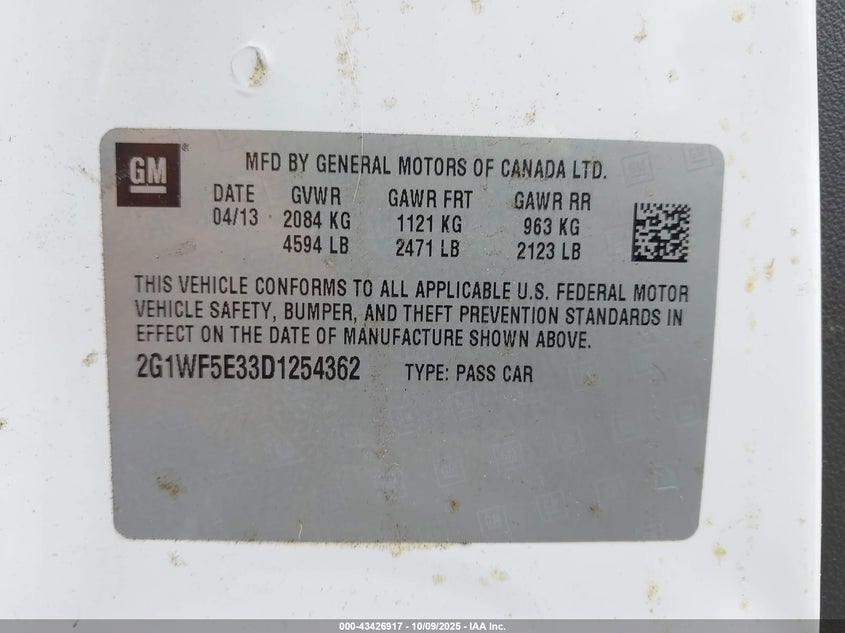 GM
MFD BY GENERAL MOTORS OF CANADA LTD.
DATE GVWR GAWR FRT GAWR RR
04/13 2084 KG 1121 KG 963 KG
4594 LB 2471 LB 2123 LB
THIS VEHICLE CONFORMS TO ALL APPLICABLE U.S. FEDERAL MOTOR
VEHICLE SAFETY, BUMPER, AND THEFT PREVENTION STANDARDS IN
EFFECT ON THE DATE OF MANUFACTURE SHOWN ABOVE.
2G1WF5E33D1254362 TYPE: PASS CAR
000-43426917 - 10/09/2025 - IAA Inc.